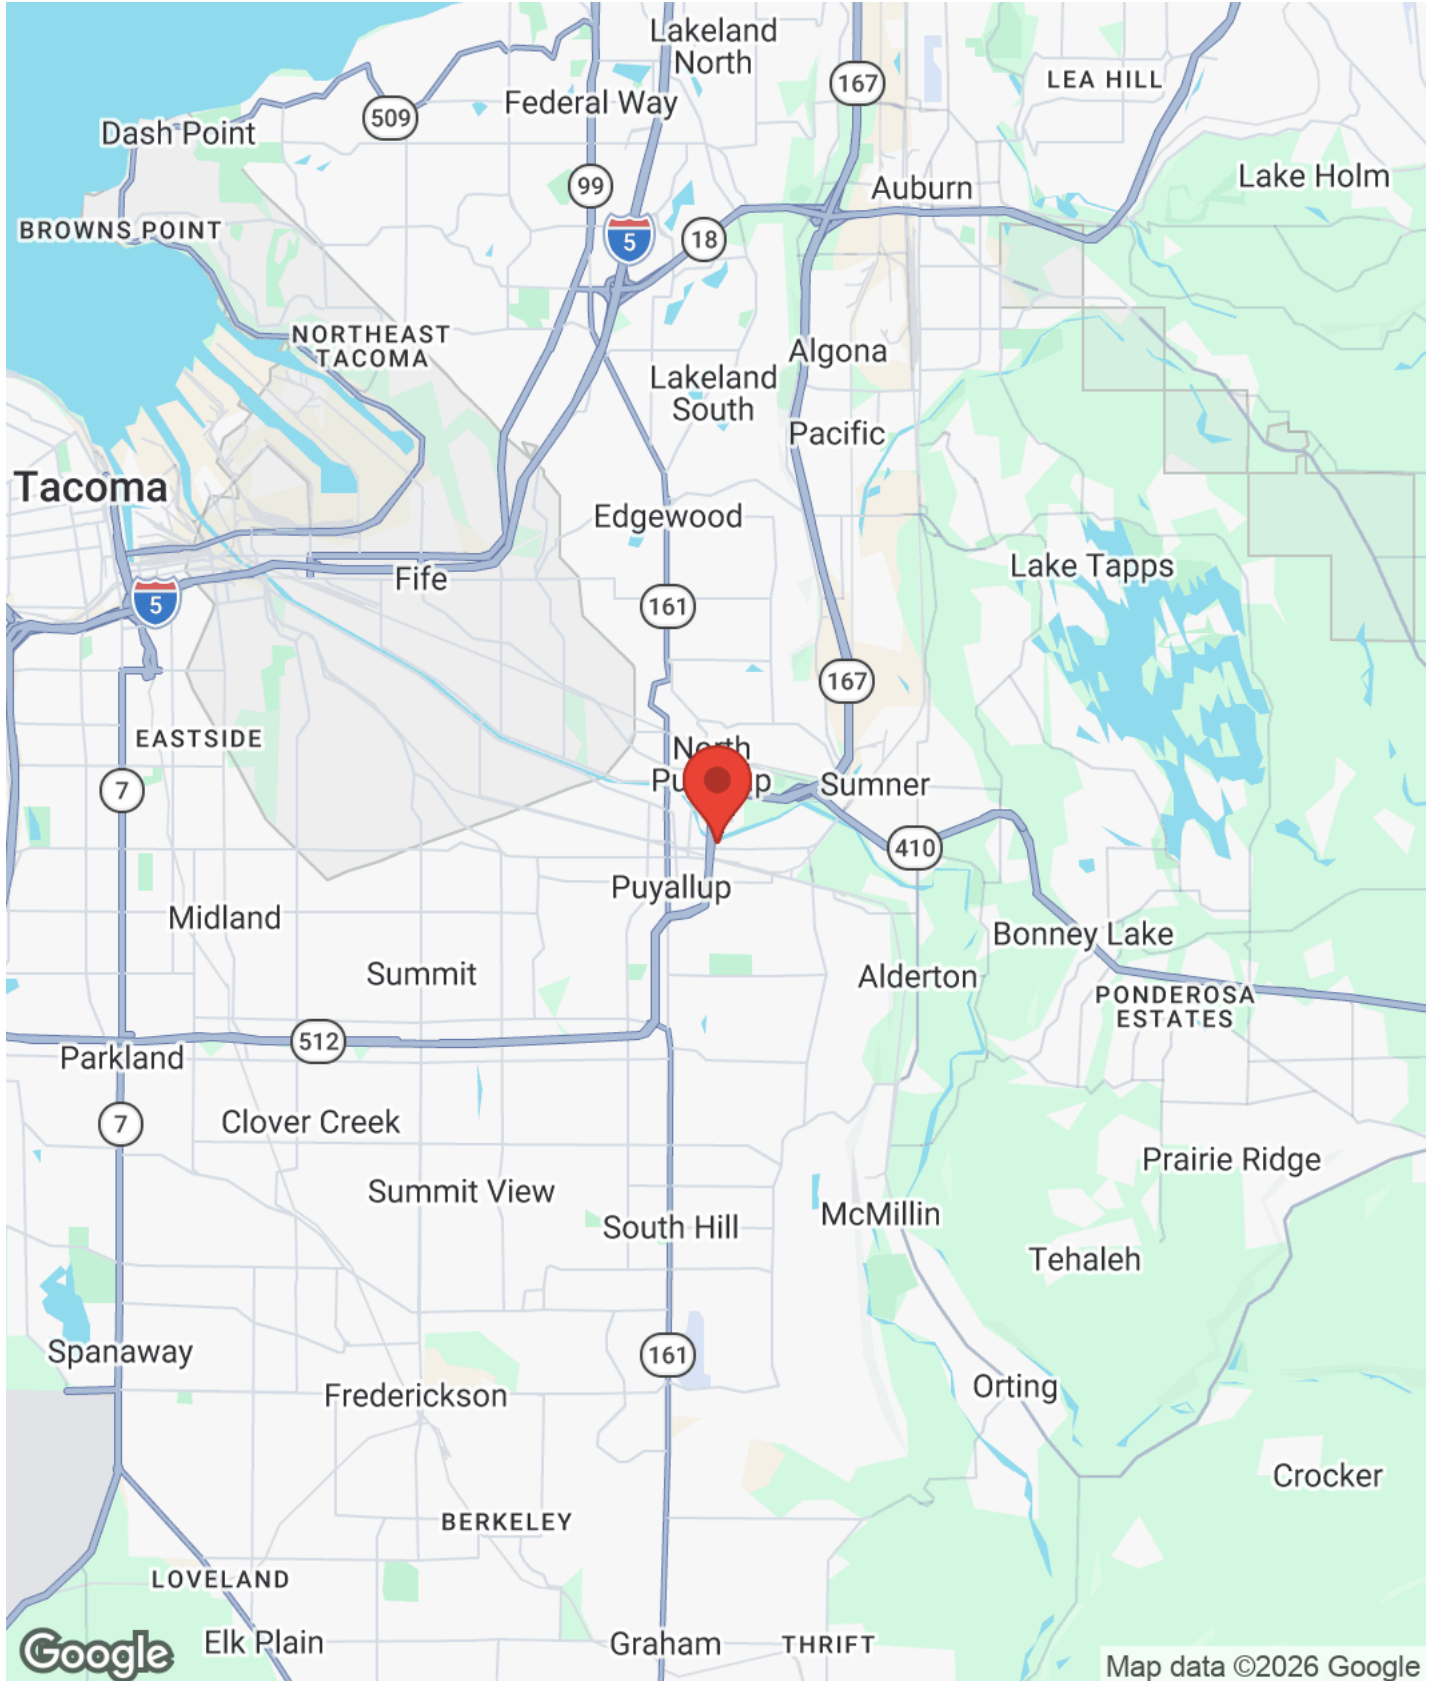 Lakeland
North
167
LEA HILL
Federal Way
509
Dash Point
99
Auburn
Lake Holm
BROWNS POINT
5
18
NORTHEAST
TACOMA
Algona
Lakeland
South
Pacific
Tacoma
Edgewood
Lake Tapps
Fife
5
161
167
EASTSIDE
North
7
Sumner
410
Puyallup
Midland
Bonney Lake
Summit
Alderton
PONDEROSA
ESTATES
512
Parkland
7
Clover Creek
Prairie Ridge
Summit View
McMillin
South Hill
Tehaleh
Spanaway
161
Orting
Frederickson
Crocker
BERKELEY
LOVELAND
Elk Plain
Graham
THRIFT
Google
Map data ©2026 Google